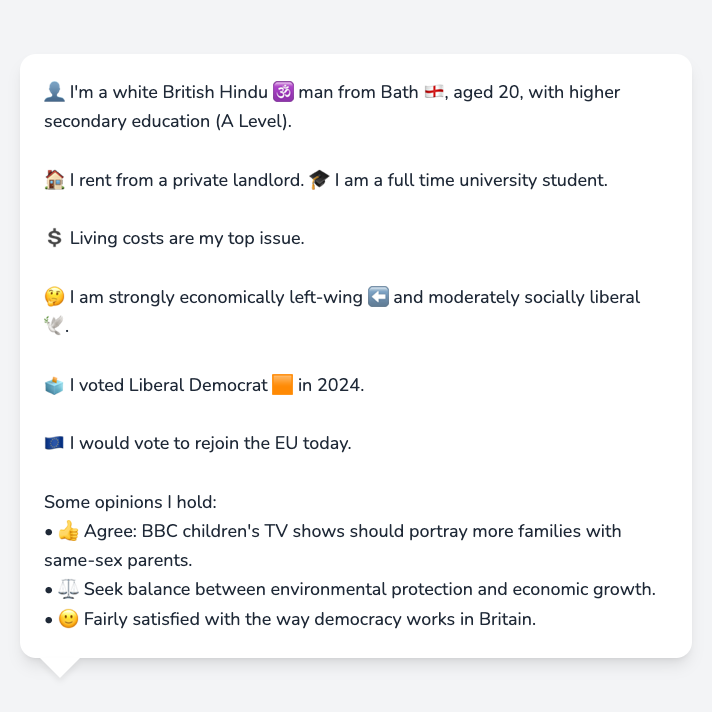 👤 I'm a white British Hindu 🕉️ man from Bath 🏴󠁧󠁢󠁥󠁮󠁧󠁿, aged 20, with higher
secondary education (A Level).
🏠 I rent from a private landlord. 🎓 I am a full time university student.
💲 Living costs are my top issue.
🤔 I am strongly economically left-wing ⬅️ and moderately socially liberal
🕊️.
🗳️ I voted Liberal Democrat 🟧 in 2024.
🇪🇺 I would vote to rejoin the EU today.
Some opinions I hold:
• 👍 Agree: BBC children's TV shows should portray more families with
same-sex parents.
• ⚖️ Seek balance between environmental protection and economic growth.
• 🙂 Fairly satisfied with the way democracy works in Britain.